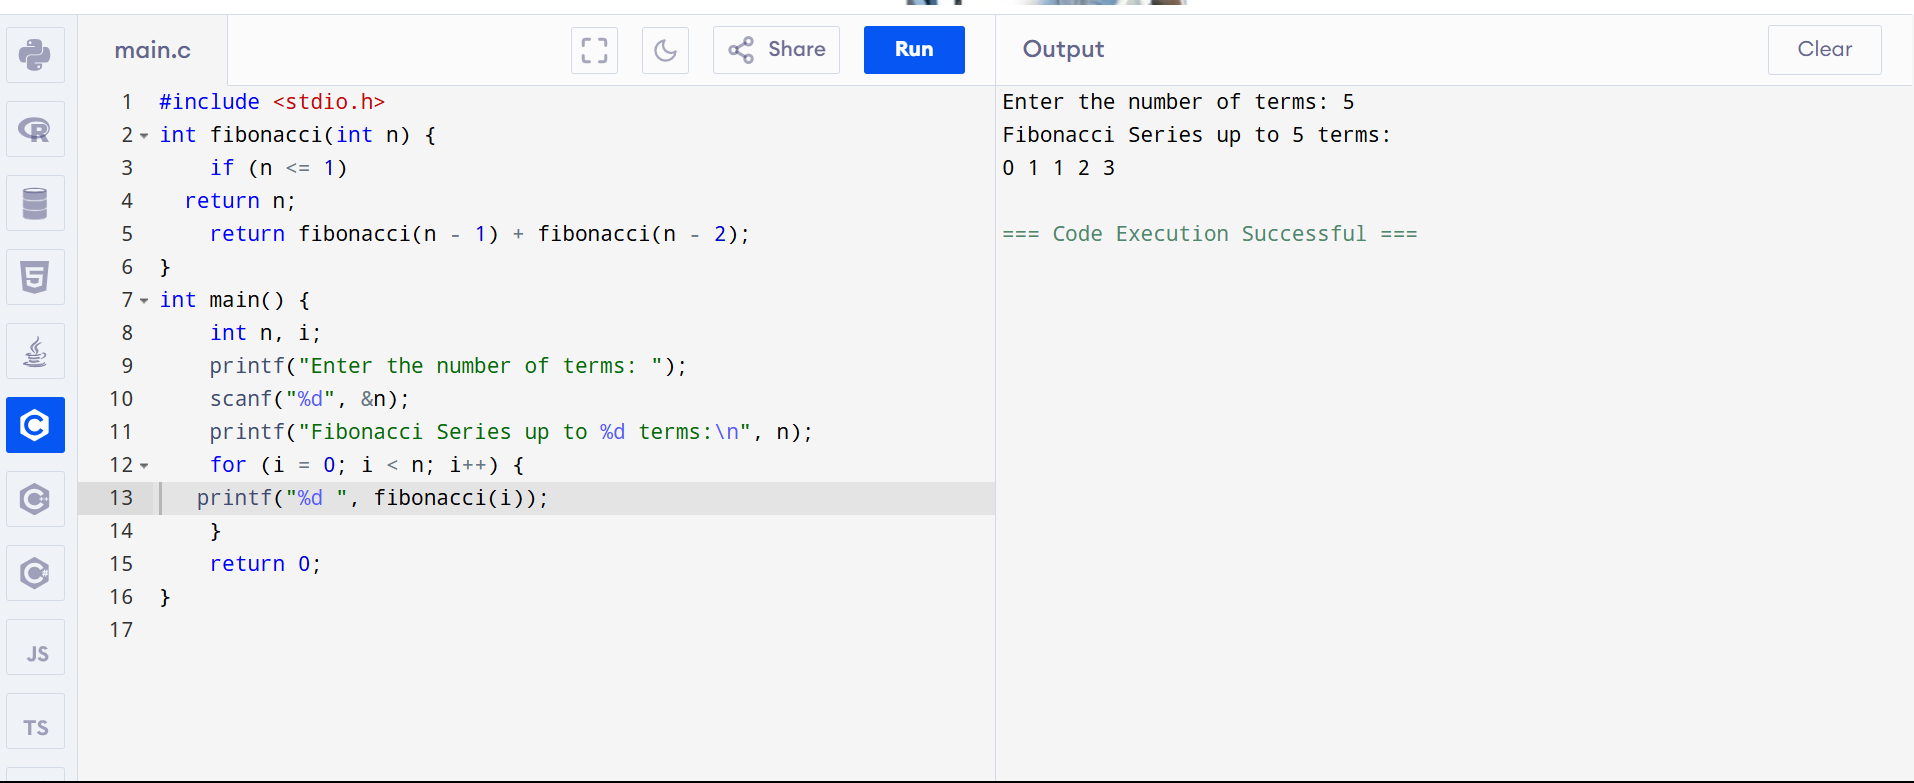 main.c
Share
Run
Output
Clear
1 #include <stdio.h>
2 int fibonacci(int n) {
3     if (n <= 1)
4   return n;
5     return fibonacci(n - 1) + fibonacci(n - 2);
6 }
7 int main() {
8     int n, i;
9     printf("Enter the number of terms: ");
10     scanf("%d", &n);
11     printf("Fibonacci Series up to %d terms:\n", n);
12     for (i = 0; i < n; i++) {
13    printf("%d ", fibonacci(i));
14     }
15     return 0;
16 }
17
Enter the number of terms: 5
Fibonacci Series up to 5 terms:
0 1 1 2 3
=== Code Execution Successful ===
R
5
C
C++
C#
JS
TS